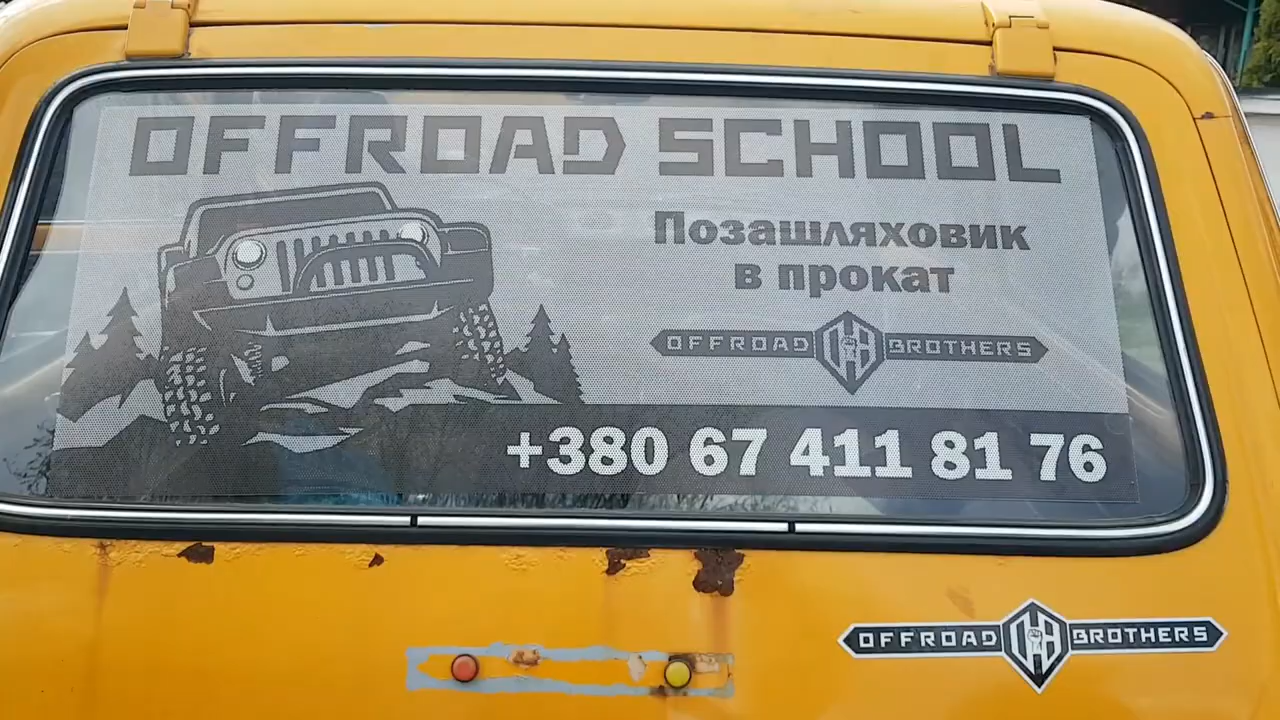 OFFROAD SCHOOL
Позашляховик
в прокат
OFFROAD BROTHERS
+380 67 411 81 76
OFFROAD BROTHERS